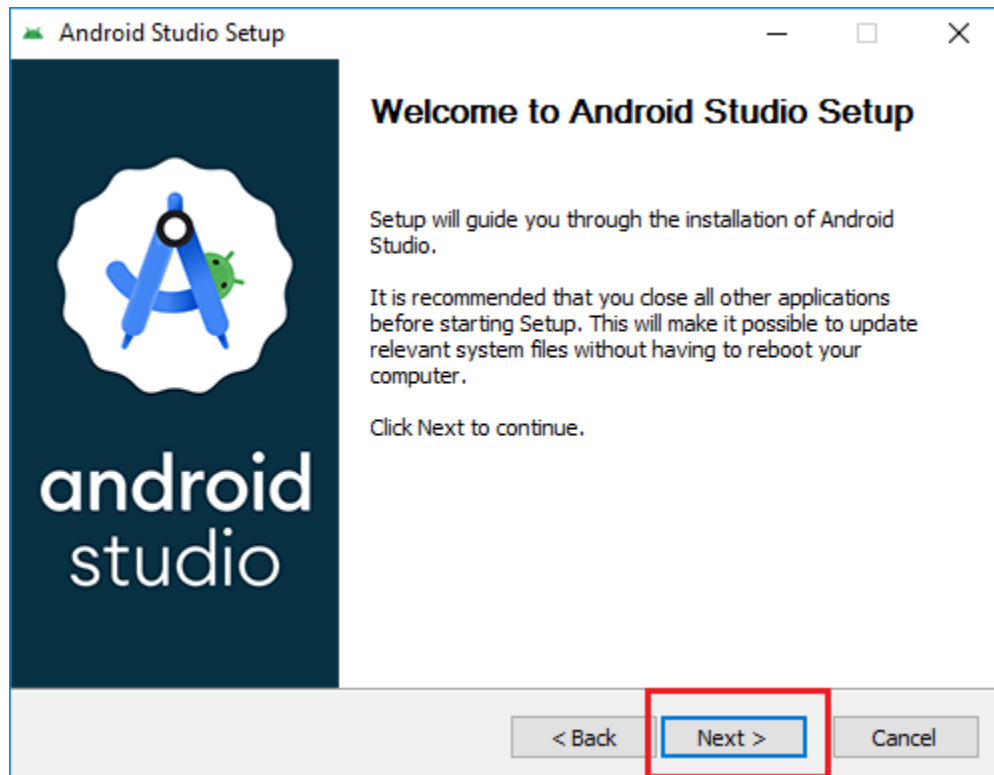 Android Studio Setup
Welcome to Android Studio Setup
Setup will guide you through the installation of Android
Studio.
It is recommended that you close all other applications
before starting Setup. This will make it possible to update
relevant system files without having to reboot your
computer.
Click Next to continue.
android
studio
< Back Next > Cancel